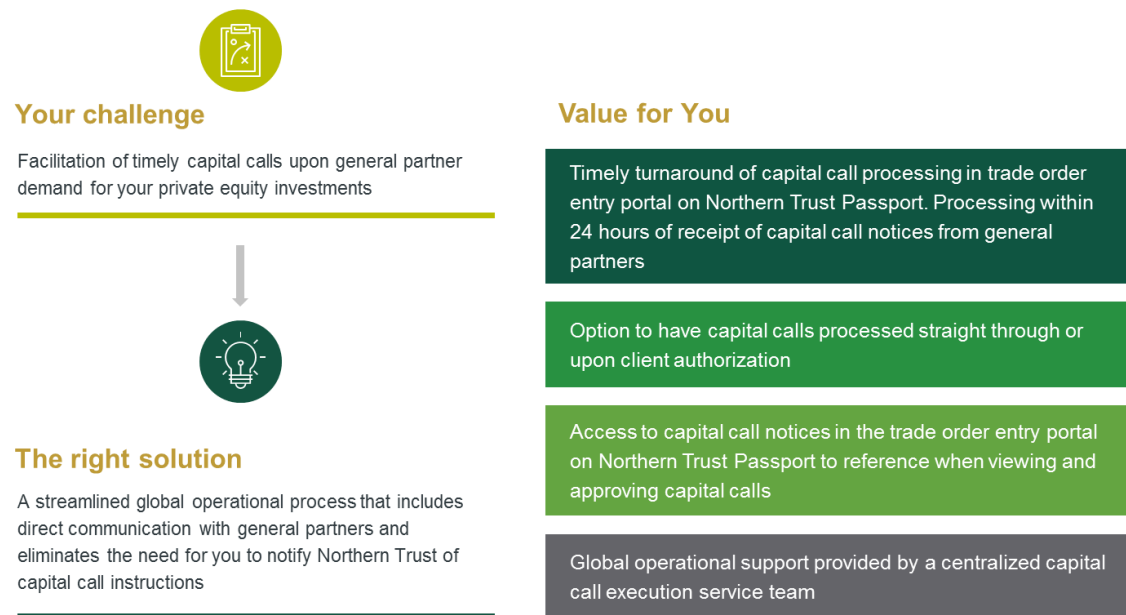 Your challenge
Facilitation of timely capital calls upon general partner
demand for your private equity investments
The right solution
A streamlined global operational process that includes
direct communication with general partners and
eliminates the need for you to notify Northern Trust of
capital call instructions
Value for You
Timely turnaround of capital call processing in trade order
entry portal on Northern Trust Passport. Processing within
24 hours of receipt of capital call notices from general
partners
Option to have capital calls processed straight through or
upon client authorization
Access to capital call notices in the trade order entry portal
on Northern Trust Passport to reference when viewing and
approving capital calls
Global operational support provided by a centralized capital
call execution service team